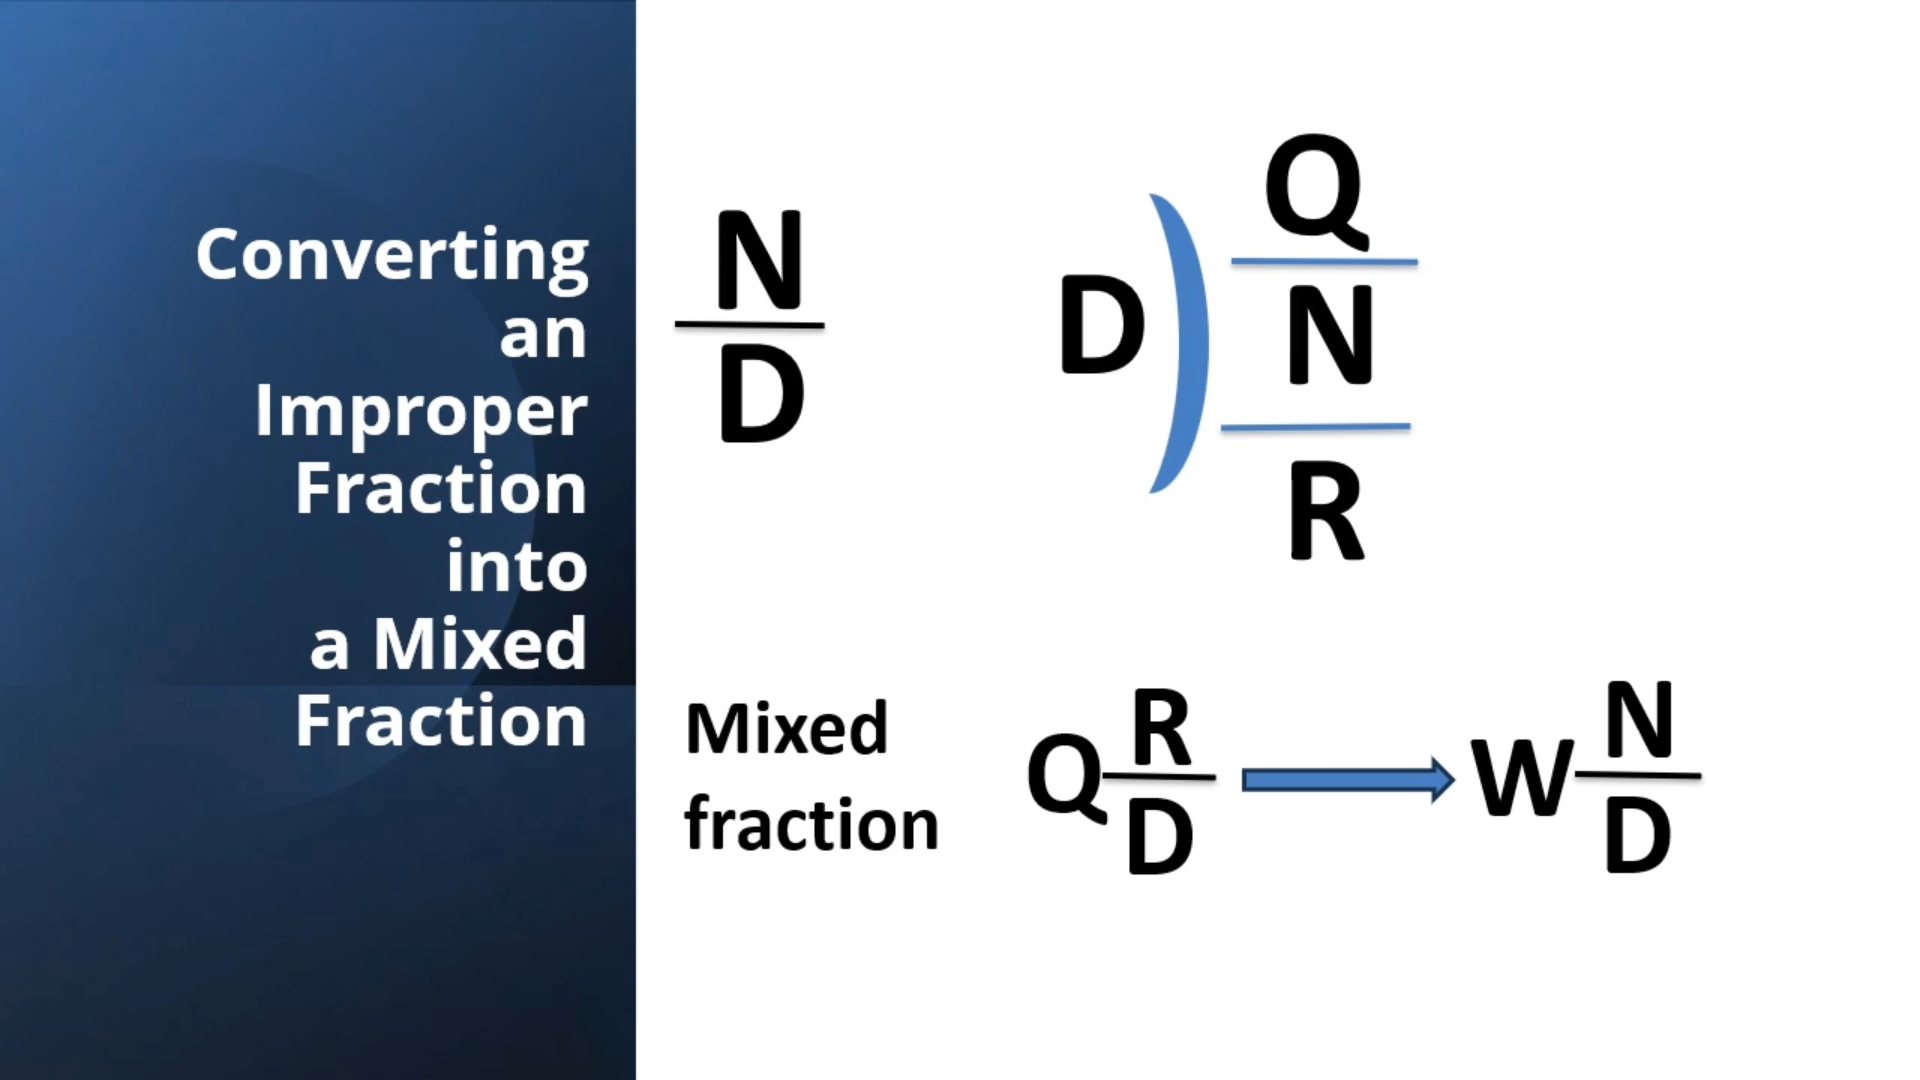 Converting
an
Improper
Fraction
into
a Mixed
Fraction
N
D
Q
D
N
R
Mixed
fraction
Q R
D
W N
D